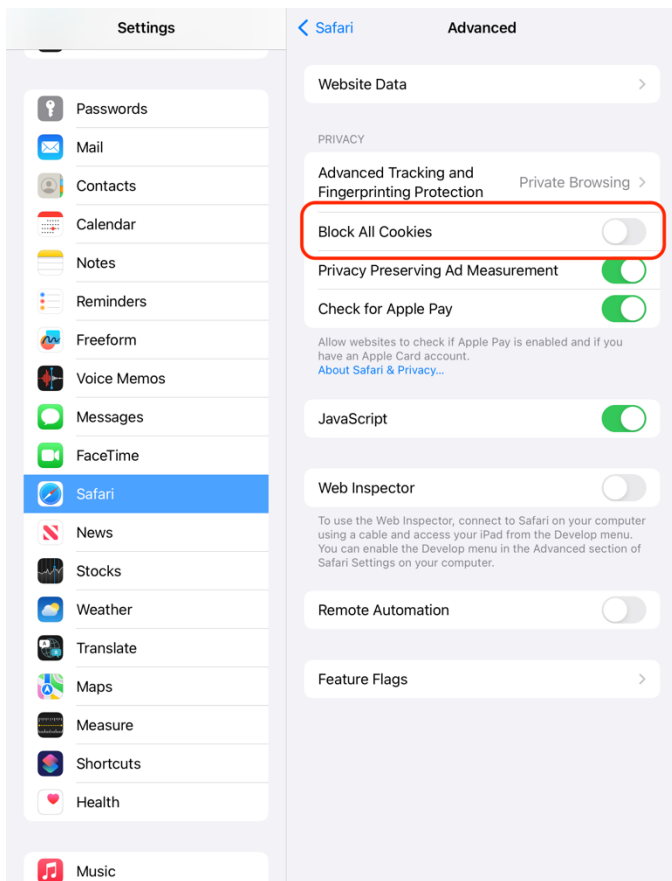 Settings
Passwords
Mail
Contacts
Calendar
Notes
Reminders
Freeform
Voice Memos
Messages
FaceTime
Safari
News
Stocks
Weather
Translate
Maps
Measure
Shortcuts
Health
Music
Safari
Advanced
Website Data
PRIVACY
Advanced Tracking and
Fingerprinting Protection
Private Browsing
Block All Cookies
Privacy Preserving Ad Measurement
Check for Apple Pay
Allow websites to check if Apple Pay is enabled and if you
have an Apple Card account.
About Safari & Privacy...
JavaScript
Web Inspector
To use the Web Inspector, connect to Safari on your computer
using a cable and access your iPad from the Develop menu.
You can enable the Develop menu in the Advanced section of
Safari Settings on your computer.
Remote Automation
Feature Flags